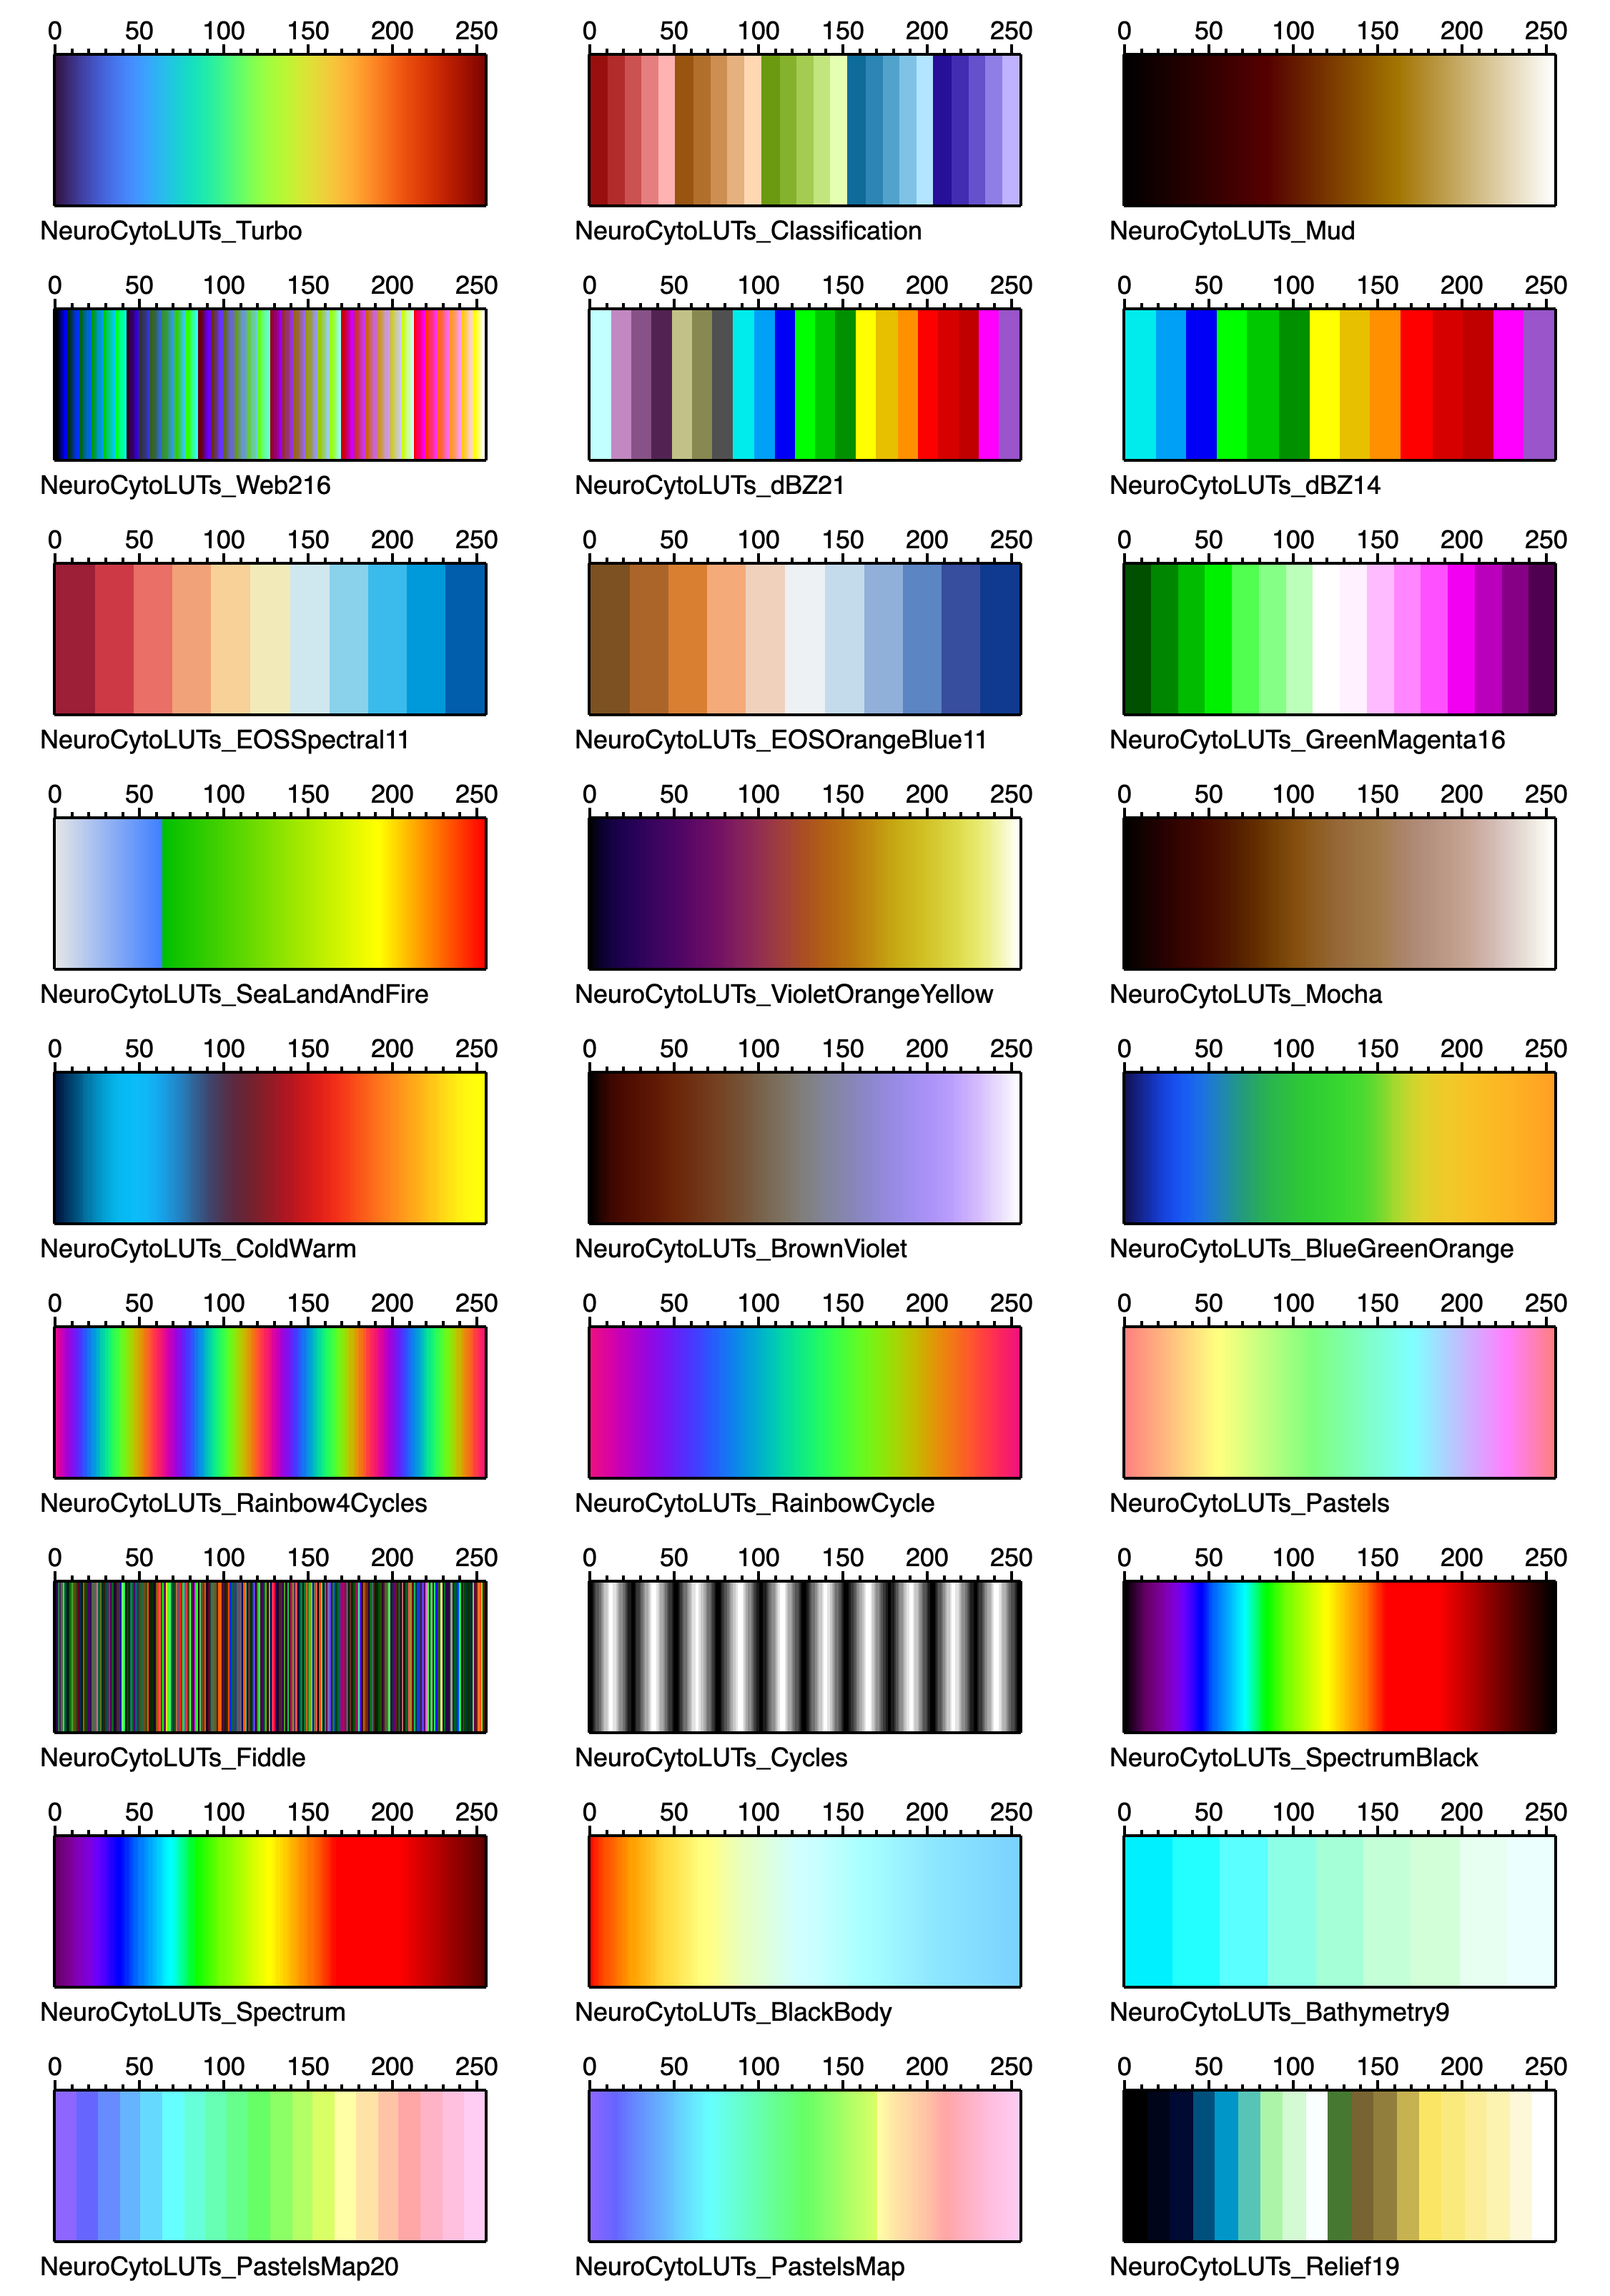 0 50 100 150 200 250 0 50 100 150 200 250 0 50 100 150 200 250
NeuroCytoLUTs_Turbo NeuroCytoLUTs_Classification NeuroCytoLUTs_Mud
0 50 100 150 200 250 0 50 100 150 200 250 0 50 100 150 200 250
NeuroCytoLUTs_Web216 NeuroCytoLUTs_dBZ21 NeuroCytoLUTs_dBZ14
0 50 100 150 200 250 0 50 100 150 200 250 0 50 100 150 200 250
NeuroCytoLUTs_EOSSpectral11 NeuroCytoLUTs_EOSOrangeBlue11 NeuroCytoLUTs_GreenMagenta16
0 50 100 150 200 250 0 50 100 150 200 250 0 50 100 150 200 250
NeuroCytoLUTs_SeaLandAndFire NeuroCytoLUTs_VioletOrangeYellow NeuroCytoLUTs_Mocha
0 50 100 150 200 250 0 50 100 150 200 250 0 50 100 150 200 250
NeuroCytoLUTs_ColdWarm NeuroCytoLUTs_BrownViolet NeuroCytoLUTs_BlueGreenOrange
0 50 100 150 200 250 0 50 100 150 200 250 0 50 100 150 200 250
NeuroCytoLUTs_Rainbow4Cycles NeuroCytoLUTs_RainbowCycle NeuroCytoLUTs_Pastels
0 50 100 150 200 250 0 50 100 150 200 250 0 50 100 150 200 250
NeuroCytoLUTs_Fiddle NeuroCytoLUTs_Cycles NeuroCytoLUTs_SpectrumBlack
0 50 100 150 200 250 0 50 100 150 200 250 0 50 100 150 200 250
NeuroCytoLUTs_Spectrum NeuroCytoLUTs_BlackBody NeuroCytoLUTs_Bathymetry9
0 50 100 150 200 250 0 50 100 150 200 250 0 50 100 150 200 250
NeuroCytoLUTs_PastelsMap20 NeuroCytoLUTs_PastelsMap NeuroCytoLUTs_Relief19